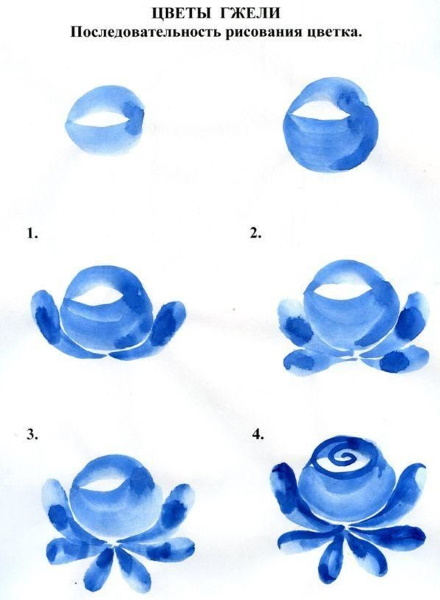 ЦВЕТЫ ГЖЕЛИ
Последовательность рисования цветка.
1.
2.
3.
4.